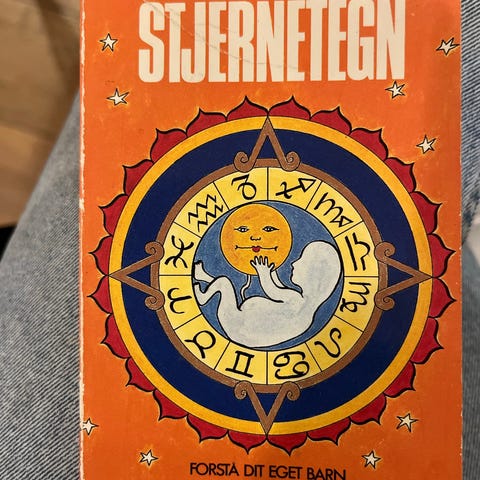 STJERNETEGN
FORSTÅ DIT EGET BARN